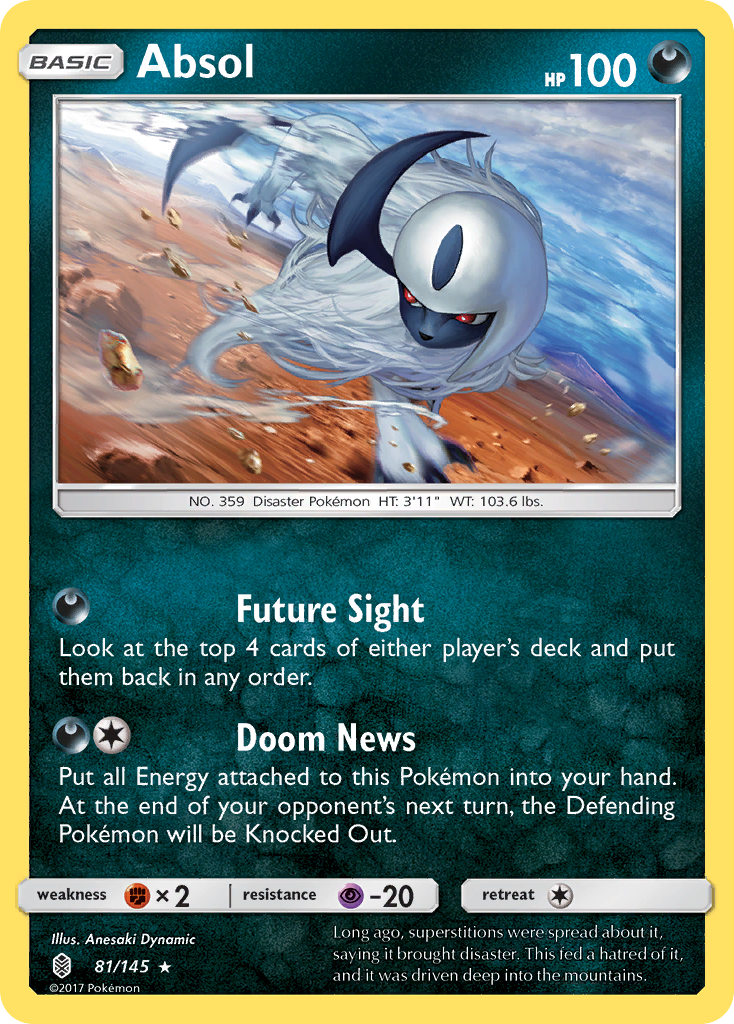 BASIC Absol HP 100
NO. 359 Disaster Pokémon HT: 3'11" WT: 103.6 lbs.
Future Sight
Look at the top 4 cards of either player's deck and put
them back in any order.
Doom News
Put all Energy attached to this Pokémon into your hand.
At the end of your opponent's next turn, the Defending
Pokémon will be Knocked Out.
weakness ×2 resistance -20 retreat
Illus. Anesaki Dynamic
81/145 ★
©2017 Pokémon
Long ago, superstitions were spread about it,
saying it brought disaster. This fed a hatred of it,
and it was driven deep into the mountains.